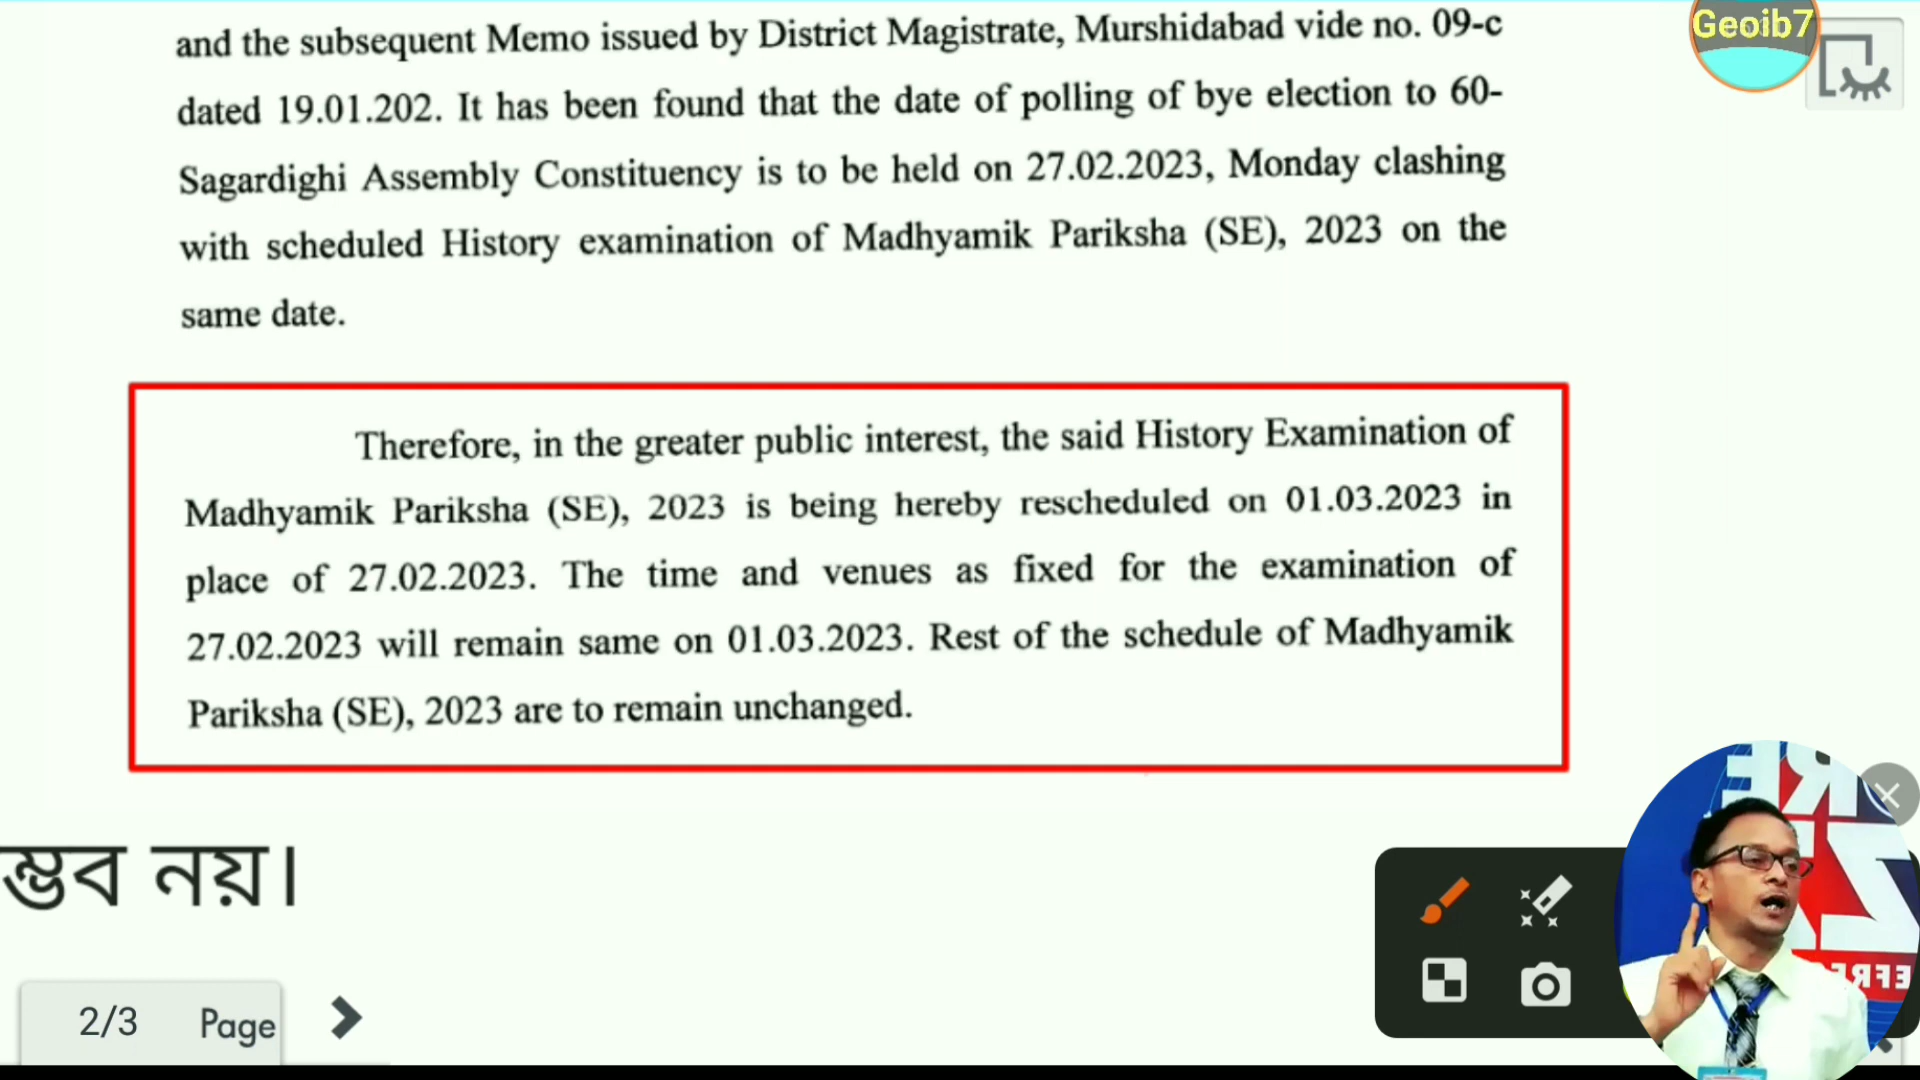 Geoib7
and the subsequent Memo issued by District Magistrate, Murshidabad vide no. 09-c
dated 19.01.202. It has been found that the date of polling of bye election to 60-
Sagardighi Assembly Constituency is to be held on 27.02.2023, Monday clashing
with scheduled History examination of Madhyamik Pariksha (SE), 2023 on the
same date.
Therefore, in the greater public interest, the said History Examination of
Madhyamik Pariksha (SE), 2023 is being hereby rescheduled on 01.03.2023 in
place of 27.02.2023. The time and venues as fixed for the examination of
27.02.2023 will remain same on 01.03.2023. Rest of the schedule of Madhyamik
Pariksha (SE), 2023 are to remain unchanged.
ম্ভব নয়।
2/3 Page